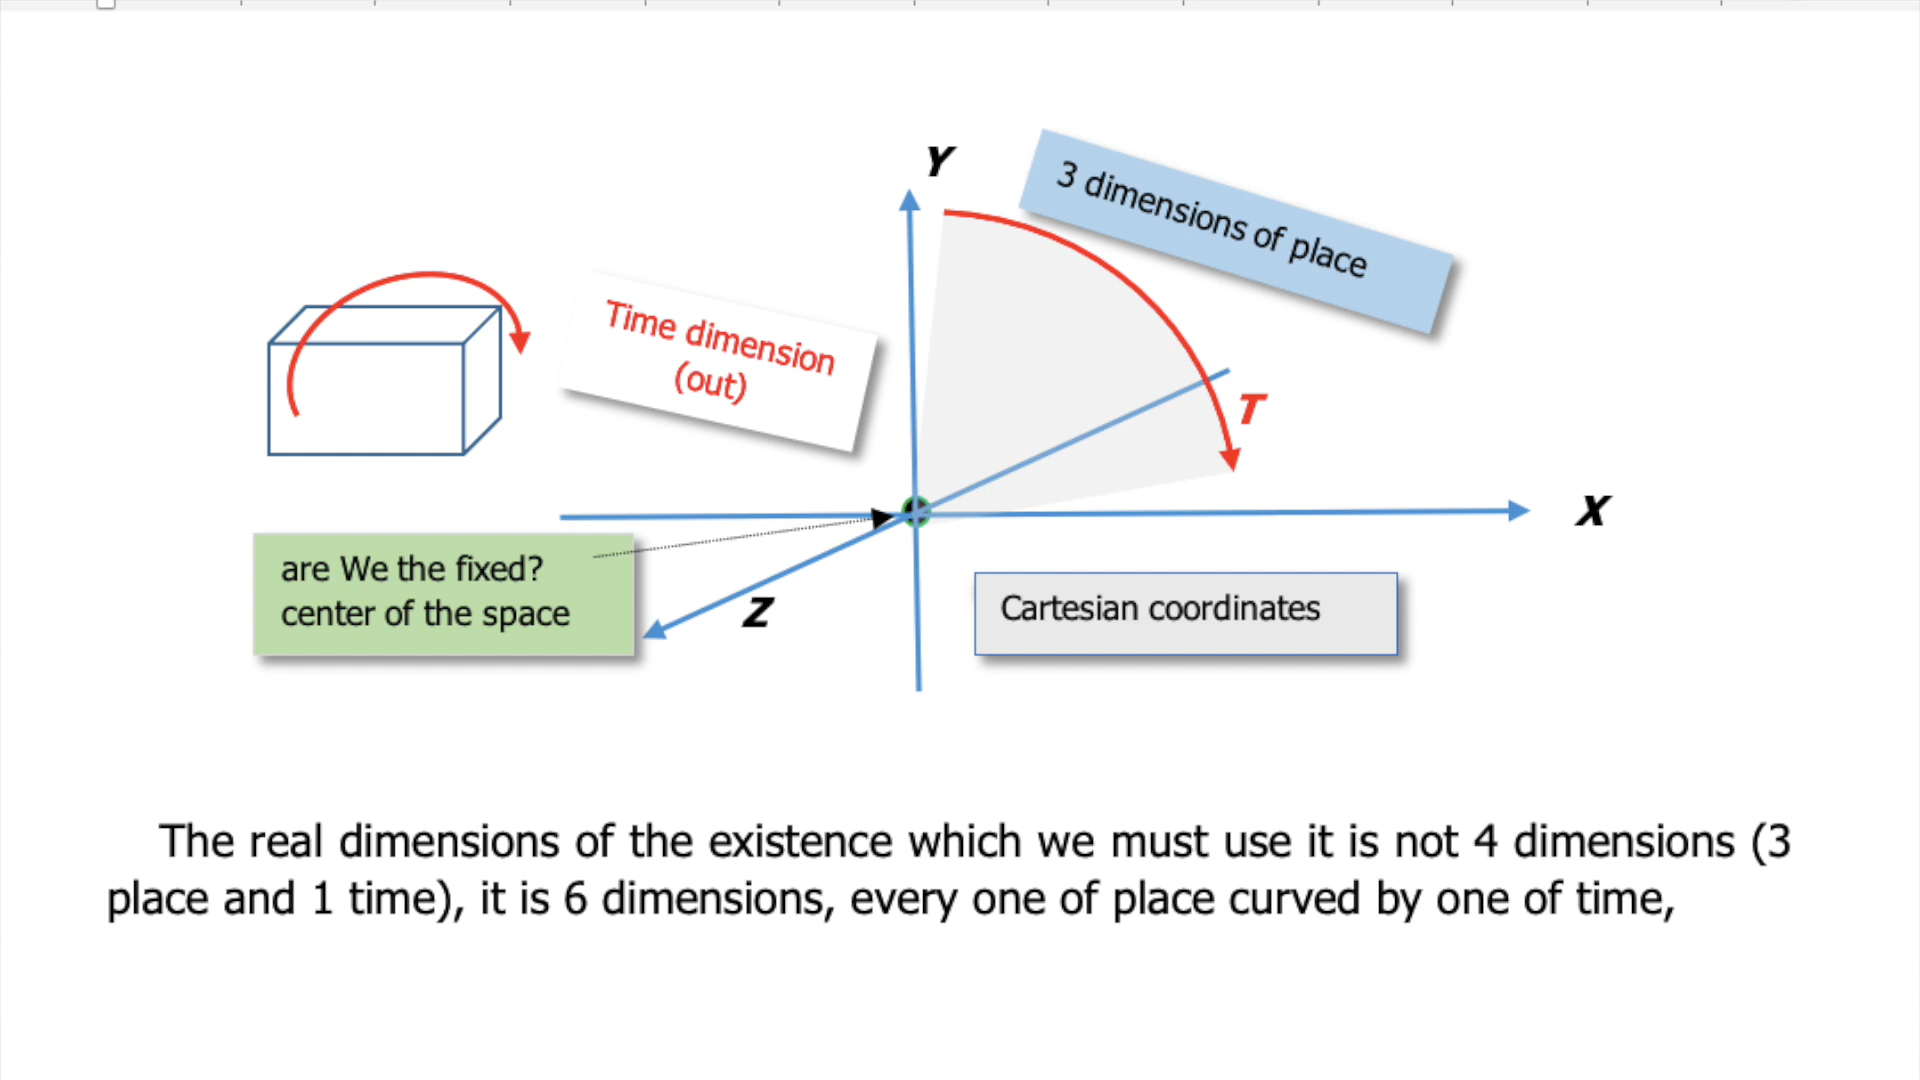 Y
3 dimensions of place
Time dimension
(out)
T
X
are We the fixed?
center of the space
Z
Cartesian coordinates
The real dimensions of the existence which we must use it is not 4 dimensions (3
place and 1 time), it is 6 dimensions, every one of place curved by one of time,